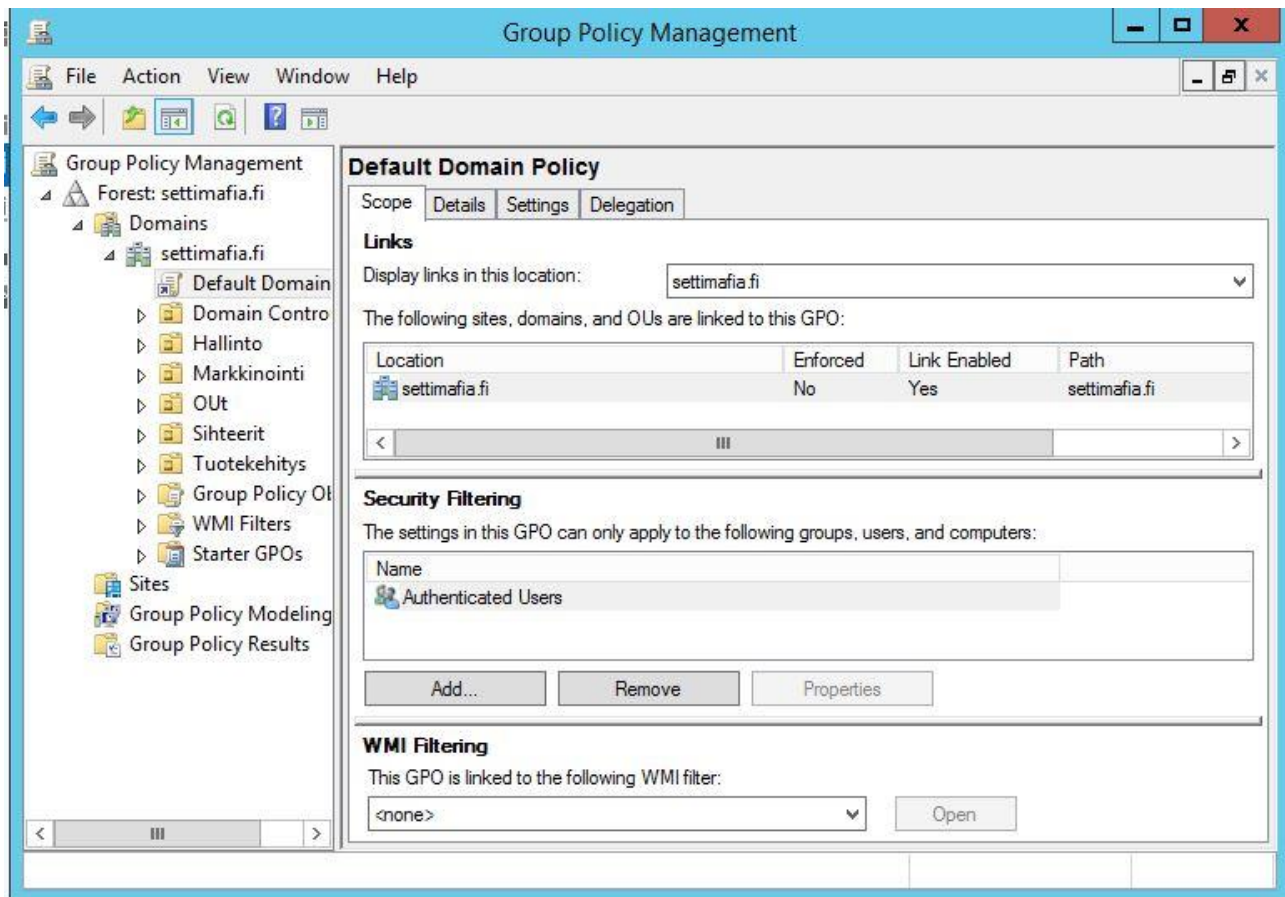 Group Policy Management
File Action View Window Help
Group Policy Management
Forest: settimafia.fi
Domains
settimafia.fi
Default Domain
Domain Contro
Hallinto
Markkinointi
OUt
Sihteerit
Tuotekehitys
Group Policy Ob
WMI Filters
Starter GPOs
Sites
Group Policy Modeling
Group Policy Results
Default Domain Policy
Scope Details Settings Delegation
Links
Display links in this location: settimafia.fi
The following sites, domains, and OUs are linked to this GPO:
Location Enforced Link Enabled Path
settimafia.fi No Yes settimafia.fi
Security Filtering
The settings in this GPO can only apply to the following groups, users, and computers:
Name
Authenticated Users
Add... Remove Properties
WMI Filtering
This GPO is linked to the following WMI filter:
<none> Open